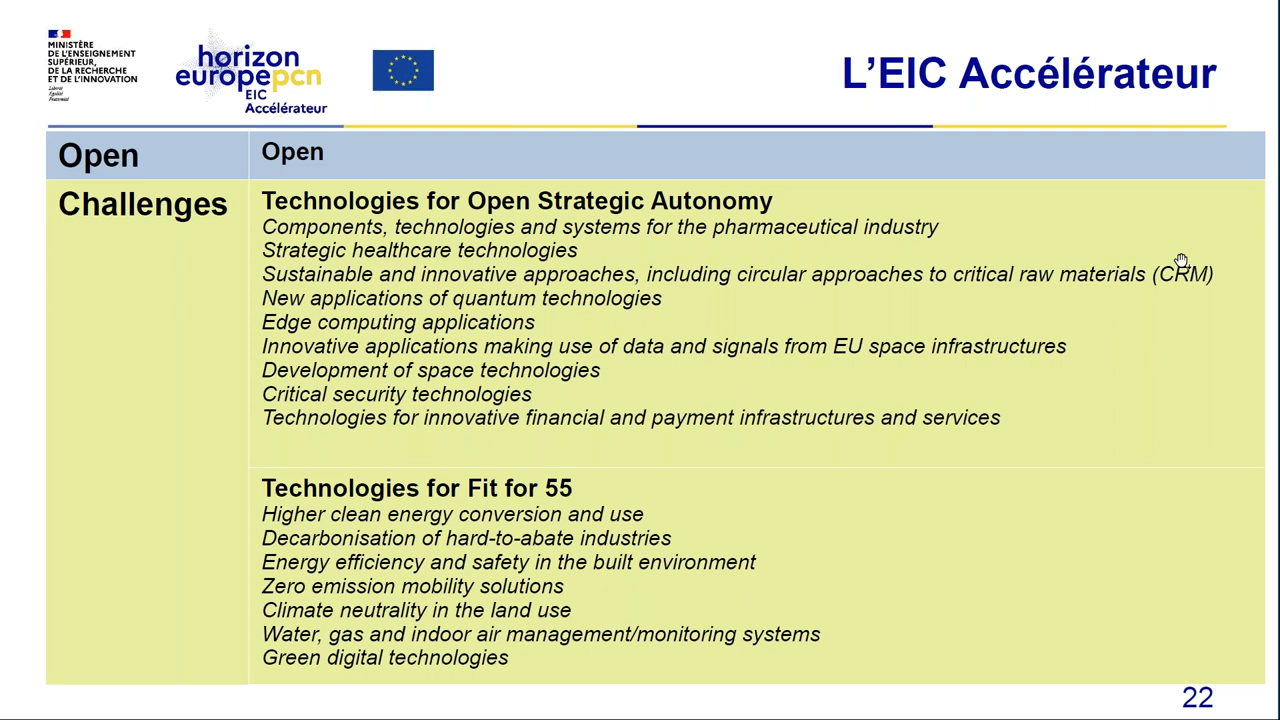 MINISTÈRE
DE L'ENSEIGNEMENT
SUPÉRIEUR,
DE LA RECHERCHE
ET DE L'INNOVATION
Liberté
Égalité
Fraternité
horizon
europepcn
EIC
Accélérateur
L'EIC Accélérateur
Open
Open
Challenges
Technologies for Open Strategic Autonomy
Components, technologies and systems for the pharmaceutical industry
Strategic healthcare technologies
Sustainable and innovative approaches, including circular approaches to critical raw materials (CRM)
New applications of quantum technologies
Edge computing applications
Innovative applications making use of data and signals from EU space infrastructures
Development of space technologies
Critical security technologies
Technologies for innovative financial and payment infrastructures and services
Technologies for Fit for 55
Higher clean energy conversion and use
Decarbonisation of hard-to-abate industries
Energy efficiency and safety in the built environment
Zero emission mobility solutions
Climate neutrality in the land use
Water, gas and indoor air management/monitoring systems
Green digital technologies
22